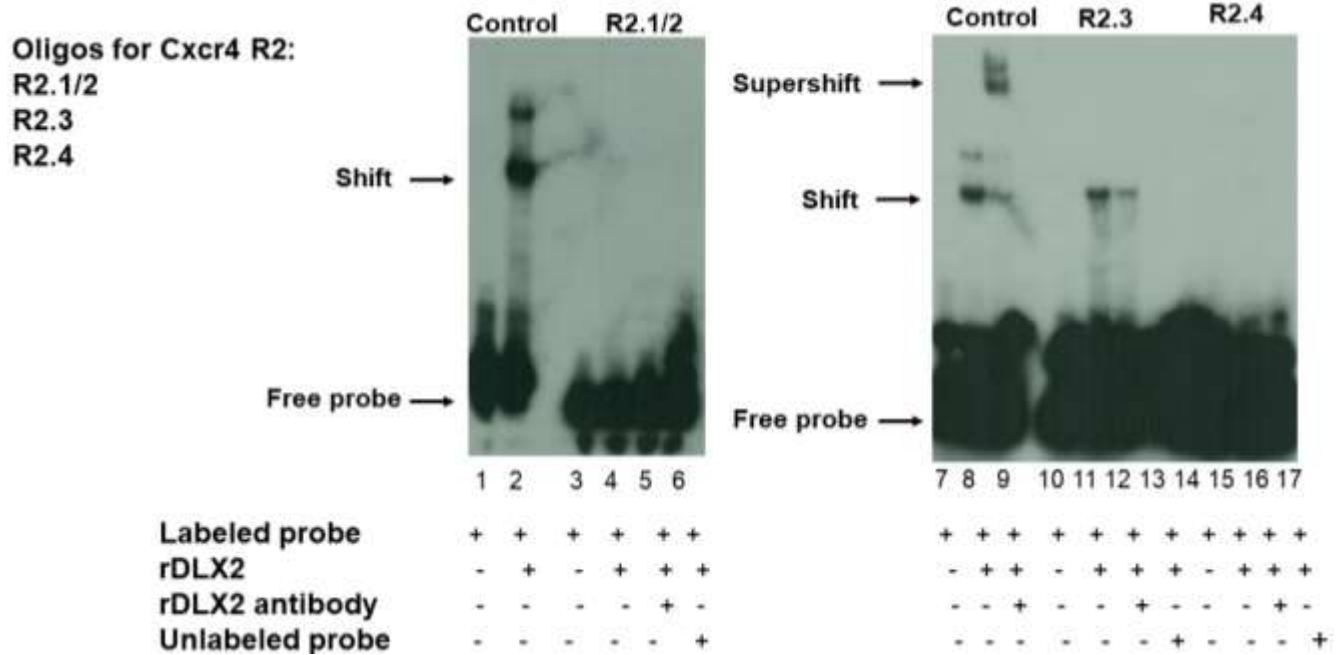 Oligos for Cxcr4 R2:
R2.1/2
R2.3
R2.4
Control R2.1/2
Shift
Free probe
1 2 3 4 5 6
Control R2.3 R2.4
Supershift
Shift
Free probe
7 8 9 10 11 12 13 14 15 16 17
Labeled probe + + + + + + + + + + + + + + + + +
rDLX2 - + - + + + - + + - + + + - + + +
rDLX2 antibody - - - - + - - - + - - + - - - + -
Unlabeled probe - - - - - + - - - - - - + - - - +